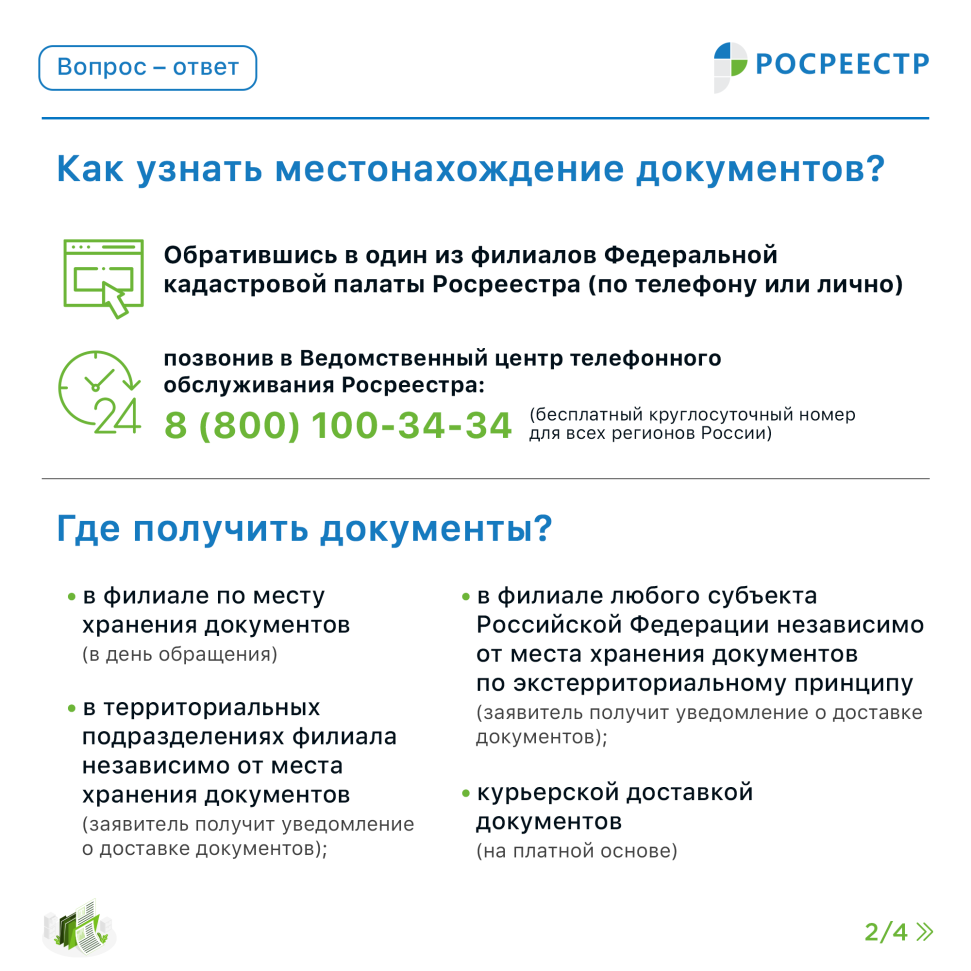 Вопрос – ответ
РОСРЕЕСТР
Как узнать местонахождение документов?
Обратившись в один из филиалов Федеральной
кадастровой палаты Росреестра (по телефону или лично)
24
позвонив в Ведомственный центр телефонного
обслуживания Росреестра:
8 (800) 100-34-34
(бесплатный круглосуточный номер
для всех регионов России)
Где получить документы?
• в филиале по месту
хранения документов
(в день обращения)
• в территориальных
подразделениях филиала
независимо от места
хранения документов
(заявитель получит уведомление
о доставке документов);
• в филиале любого субъекта
Российской Федерации независимо
от места хранения документов
по экстерриториальному принципу
(заявитель получит уведомление о доставке
документов);
• курьерской доставкой
документов
(на платной основе)
2/4